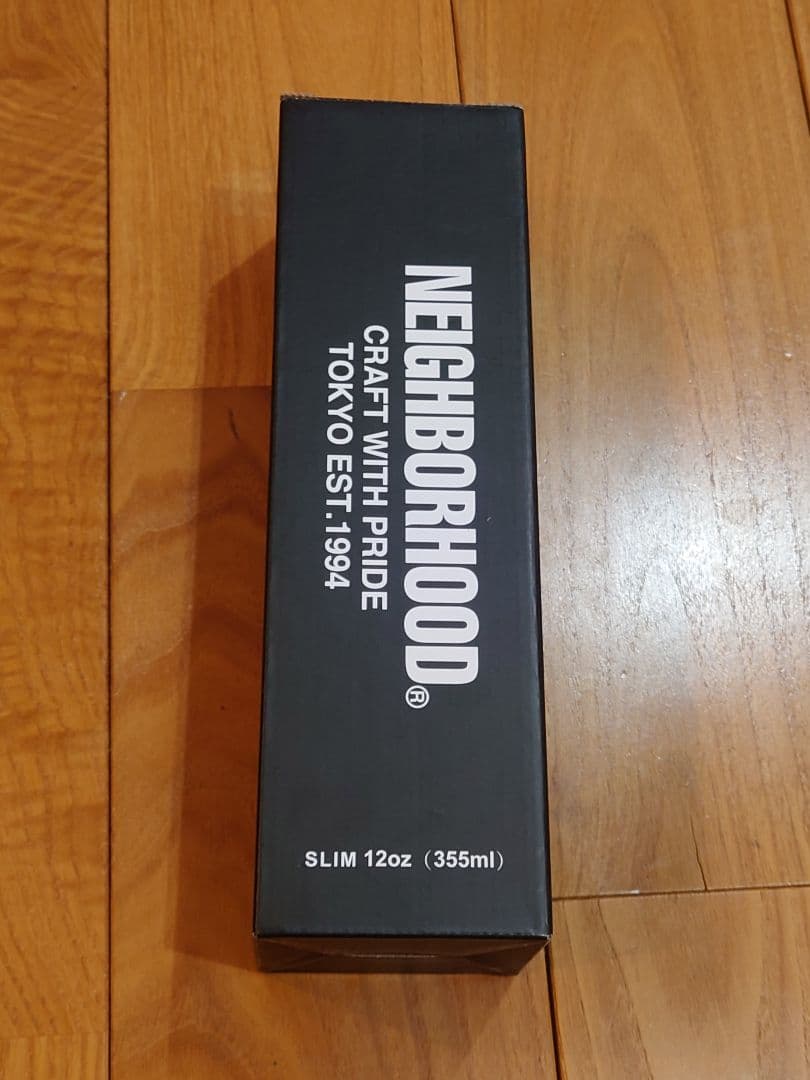 NEIGHBORHOOD®
CRAFT WITH PRIDE
TOKYO EST.1994
SLIM 12oz（355ml）